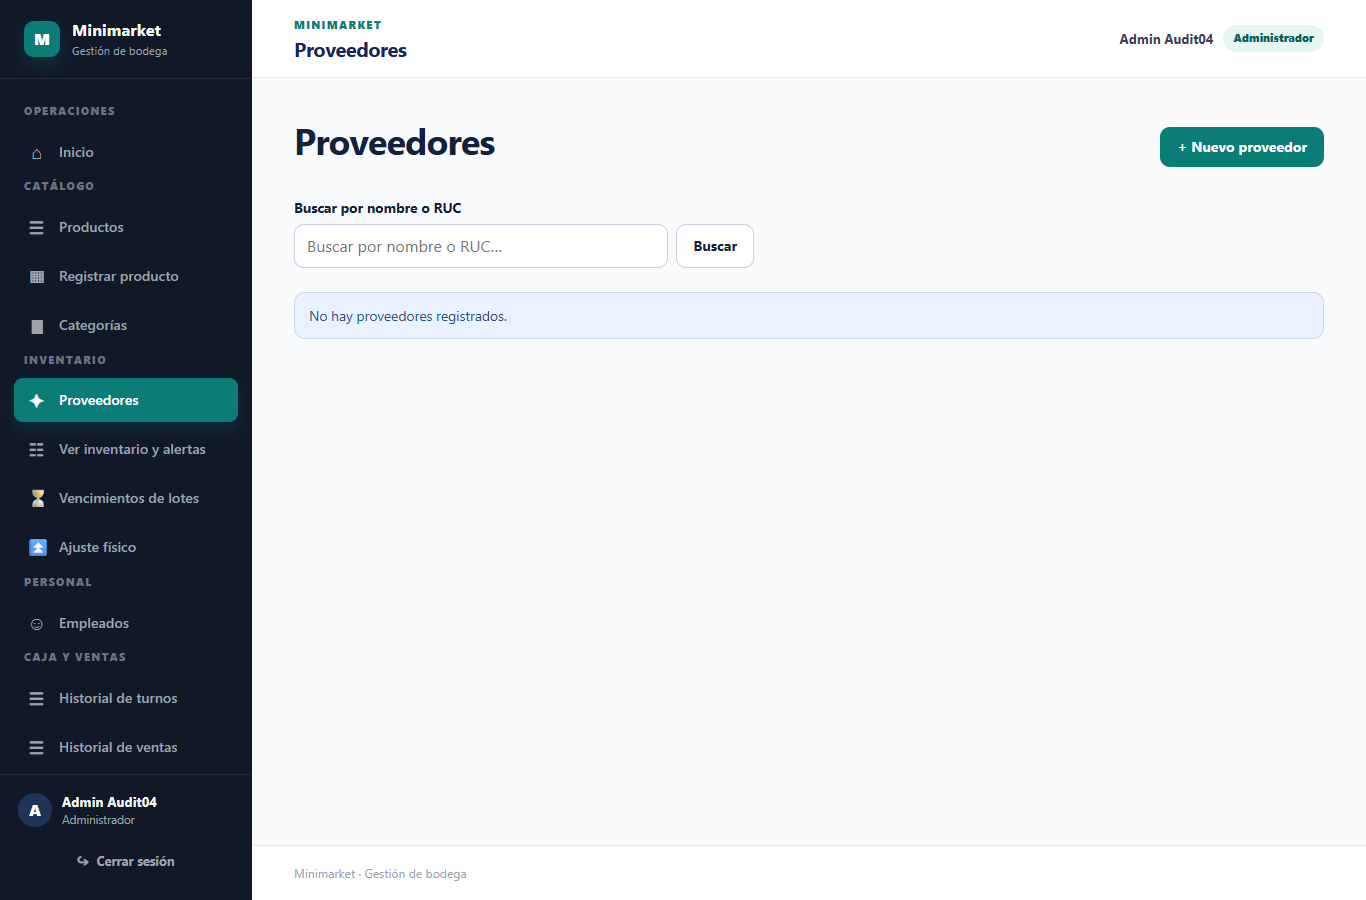 M
Minimarket
Gestión de bodega
OPERACIONES
Inicio
CATÁLOGO
Productos
Registrar producto
Categorías
INVENTARIO
Proveedores
Ver inventario y alertas
Vencimientos de lotes
Ajuste físico
PERSONAL
Empleados
CAJA Y VENTAS
Historial de turnos
Historial de ventas
A
Admin Audit04
Administrador
Cerrar sesión
MINIMARKET
Proveedores
Admin Audit04
Administrador
Proveedores
+ Nuevo proveedor
Buscar por nombre o RUC
Buscar por nombre o RUC...
Buscar
No hay proveedores registrados.
Minimarket · Gestión de bodega